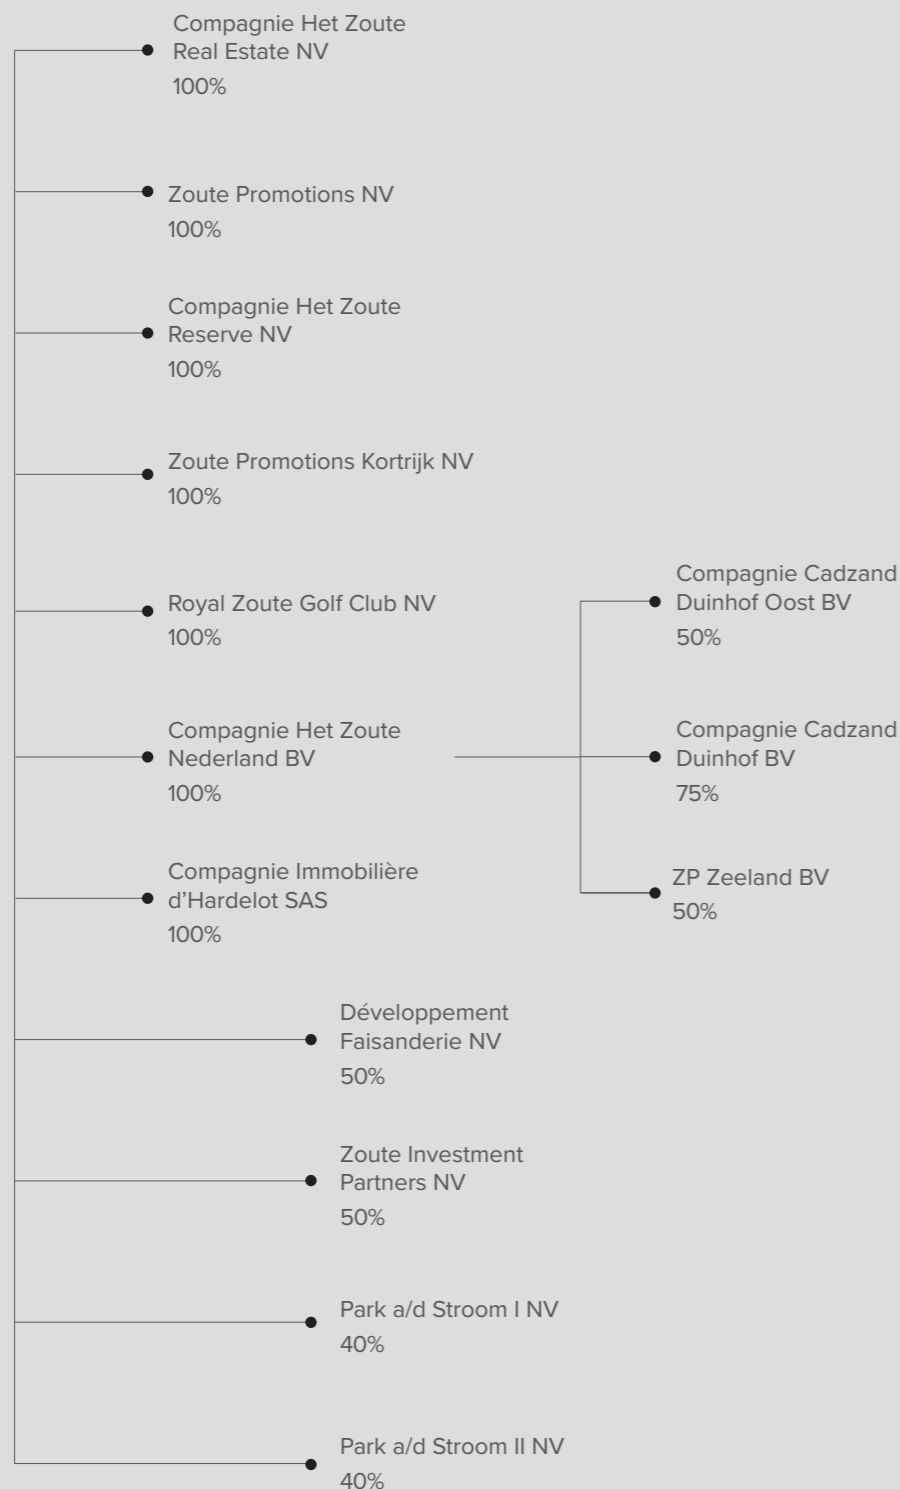 Compagnie Het Zoute
Real Estate NV
100%
Zoute Promotions NV
100%
Compagnie Het Zoute
Reserve NV
100%
Zoute Promotions Kortrijk NV
100%
Royal Zoute Golf Club NV
100%
Compagnie Het Zoute
Nederland BV
100%
Compagnie Cadzand
Duinhof Oost BV
50%
Compagnie Cadzand
Duinhof BV
75%
ZP Zeeland BV
50%
Compagnie Immobilière
d’Hardelot SAS
100%
Développement
Faisanderie NV
50%
Zoute Investment
Partners NV
50%
Park a/d Stroom I NV
40%
Park a/d Stroom II NV
40%